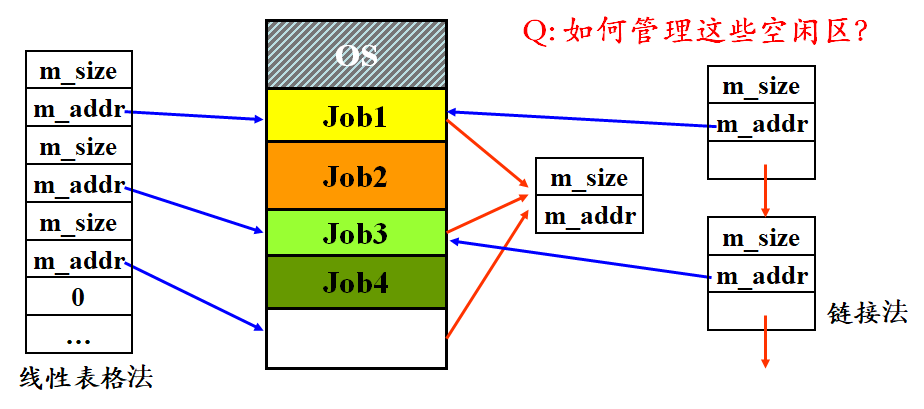 Q: 如何管理这些空闲区?
m_size
m_addr
m_size
m_addr
m_size
m_addr
0
...
线性表格法
OS
Job1
Job2
Job3
Job4
m_size
m_addr
m_size
m_addr
m_size
m_addr
链接法